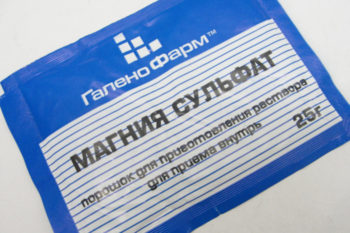 ГаленоФарм™
МАГНИЯ СУЛЬФАТ
порошок для приготовления раствора
для приема внутрь
25г